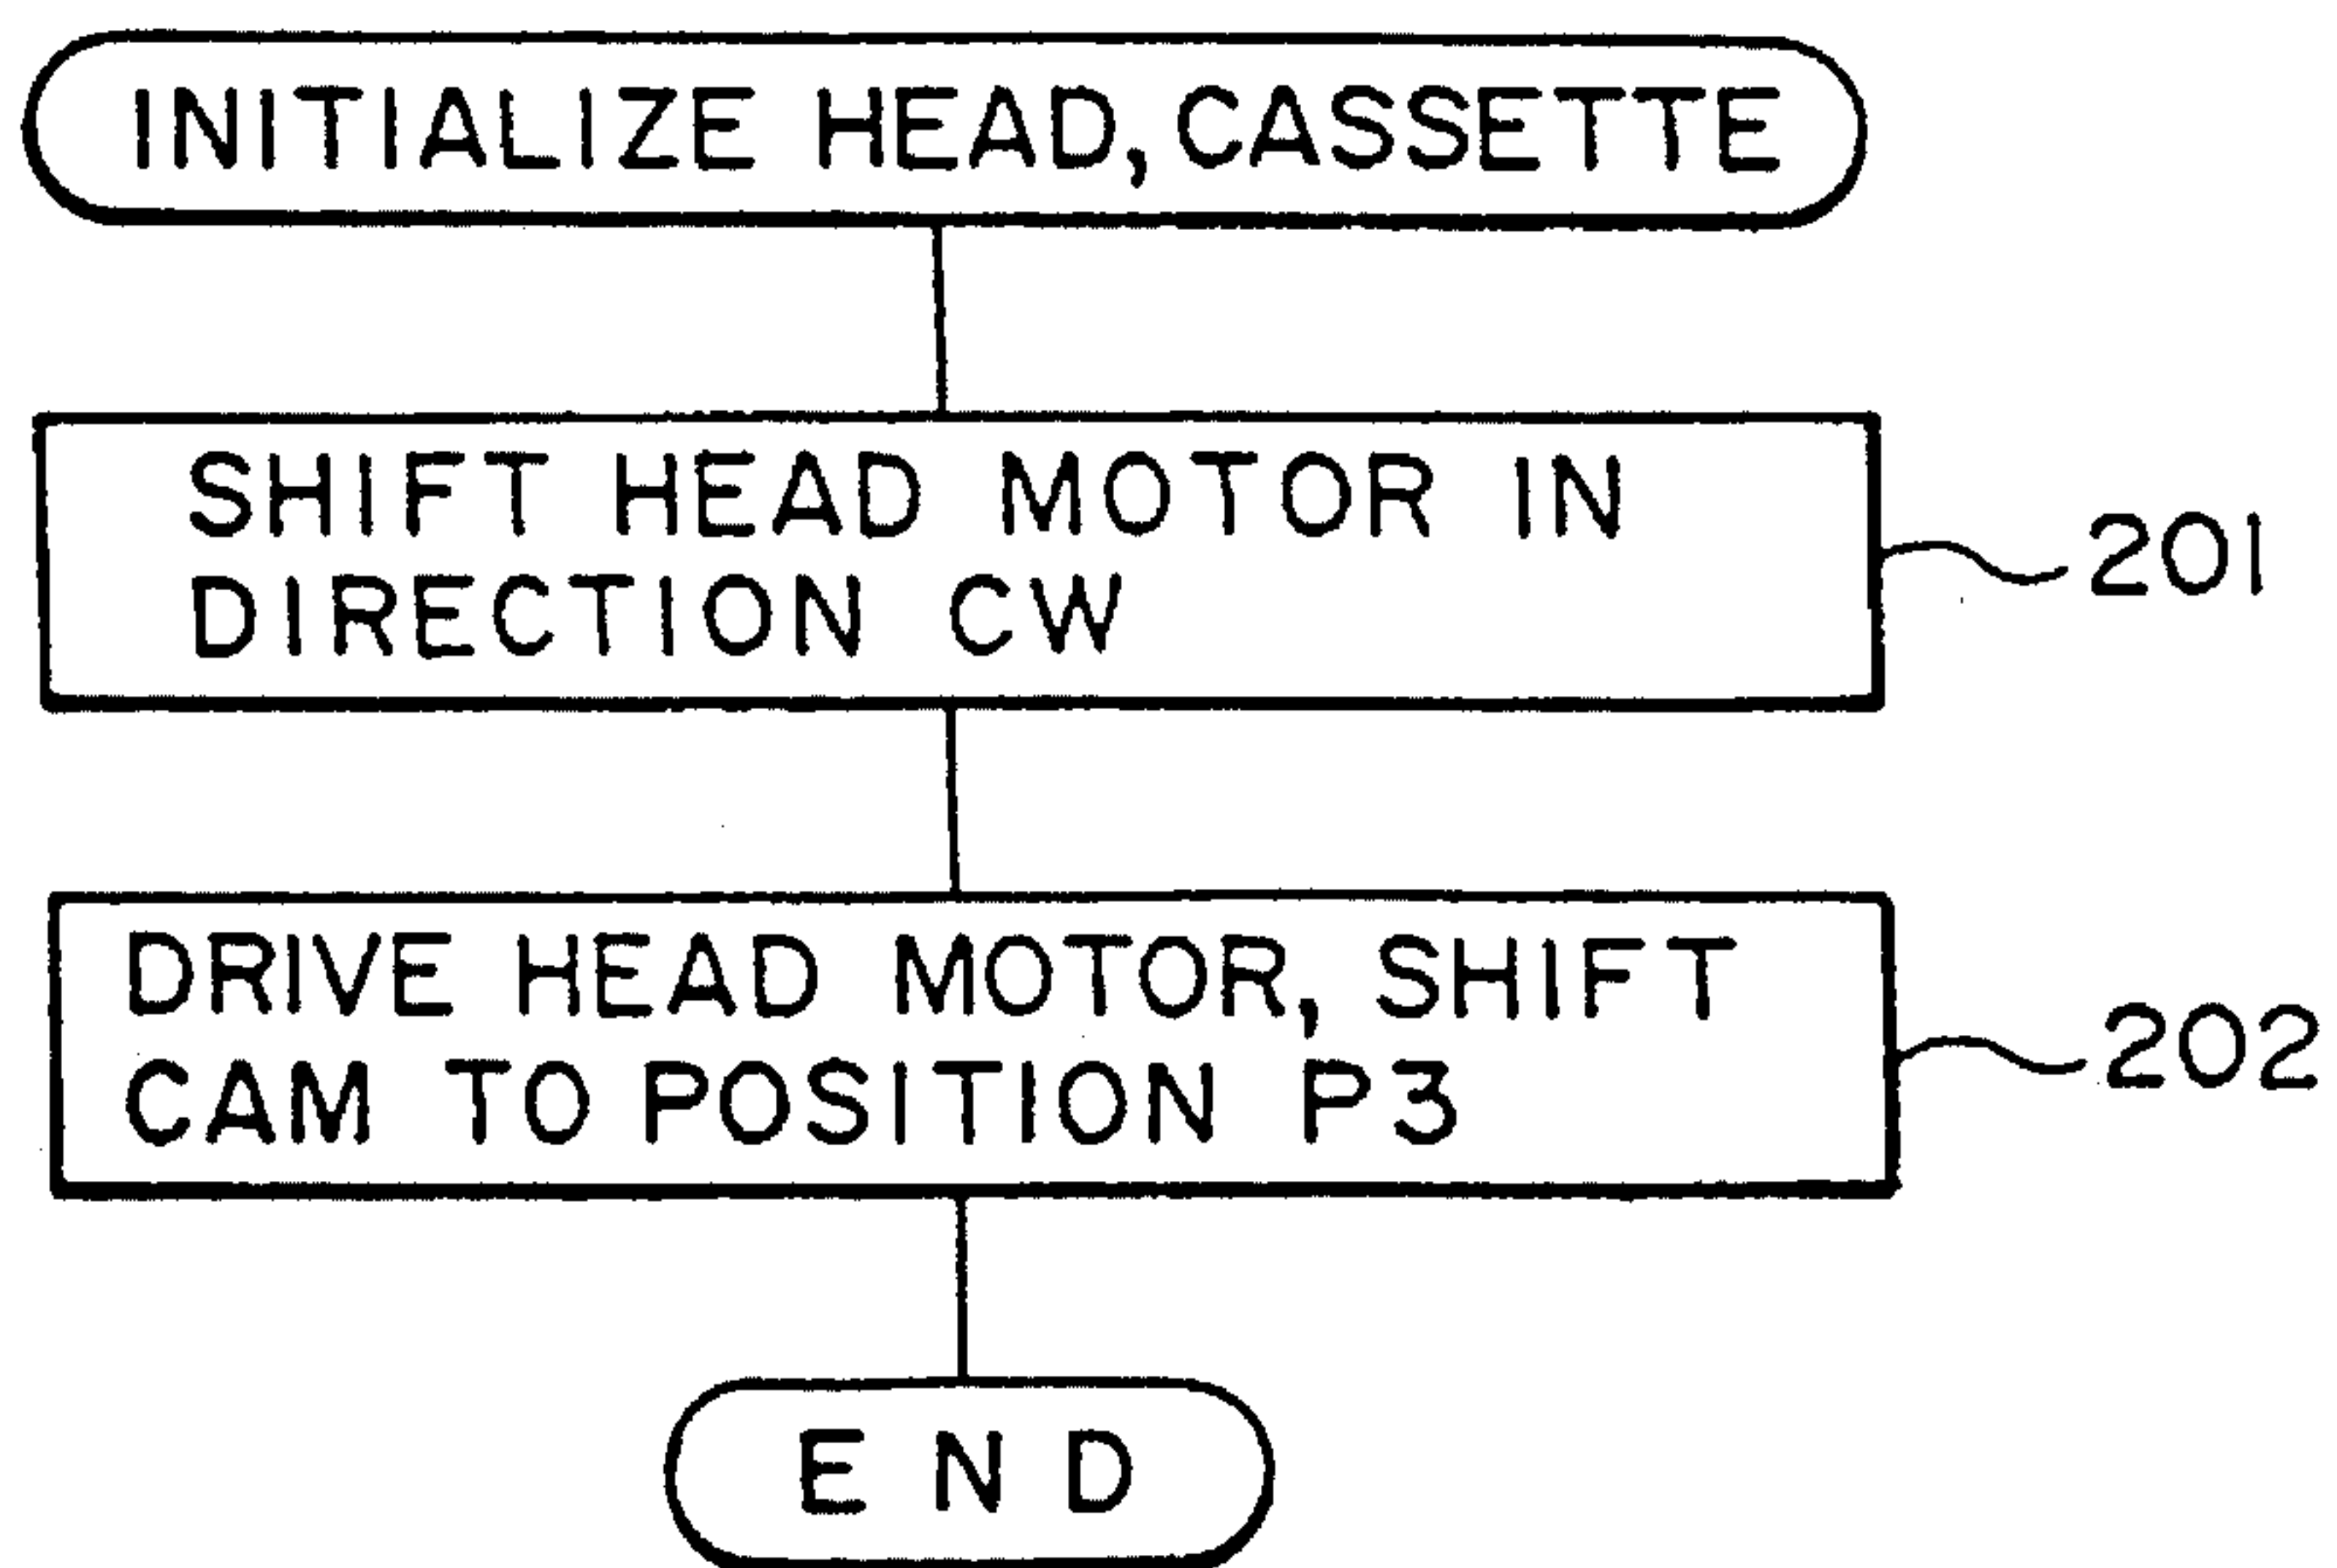 INITIALIZE HEAD, CASSETTE
SHIFT HEAD MOTOR IN
DIRECTION CW
201
DRIVE HEAD MOTOR, SHIFT
CAM TO POSITION P3
202
END